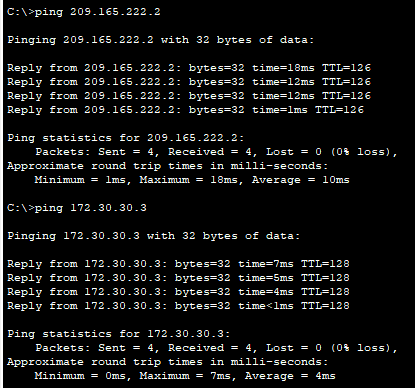 C:\>ping 209.165.222.2
Pinging 209.165.222.2 with 32 bytes of data:
Reply from 209.165.222.2: bytes=32 time=18ms TTL=126
Reply from 209.165.222.2: bytes=32 time=12ms TTL=126
Reply from 209.165.222.2: bytes=32 time=12ms TTL=126
Reply from 209.165.222.2: bytes=32 time=1ms TTL=126
Ping statistics for 209.165.222.2:
Packets: Sent = 4, Received = 4, Lost = 0 (0% loss),
Approximate round trip times in milli-seconds:
Minimum = 1ms, Maximum = 18ms, Average = 10ms
C:\>ping 172.30.30.3
Pinging 172.30.30.3 with 32 bytes of data:
Reply from 172.30.30.3: bytes=32 time=7ms TTL=128
Reply from 172.30.30.3: bytes=32 time=5ms TTL=128
Reply from 172.30.30.3: bytes=32 time=4ms TTL=128
Reply from 172.30.30.3: bytes=32 time<1ms TTL=128
Ping statistics for 172.30.30.3:
Packets: Sent = 4, Received = 4, Lost = 0 (0% loss),
Approximate round trip times in milli-seconds:
Minimum = 0ms, Maximum = 7ms, Average = 4ms